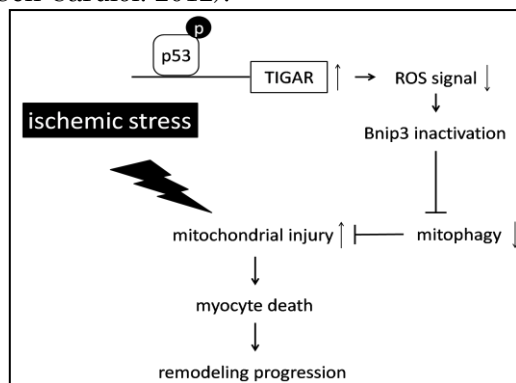 p
p53
TIGAR
ROS signal
ischemic stress
Bnip3 inactivation
mitochondrial injury
mitophagy
myocyte death
remodeling progression